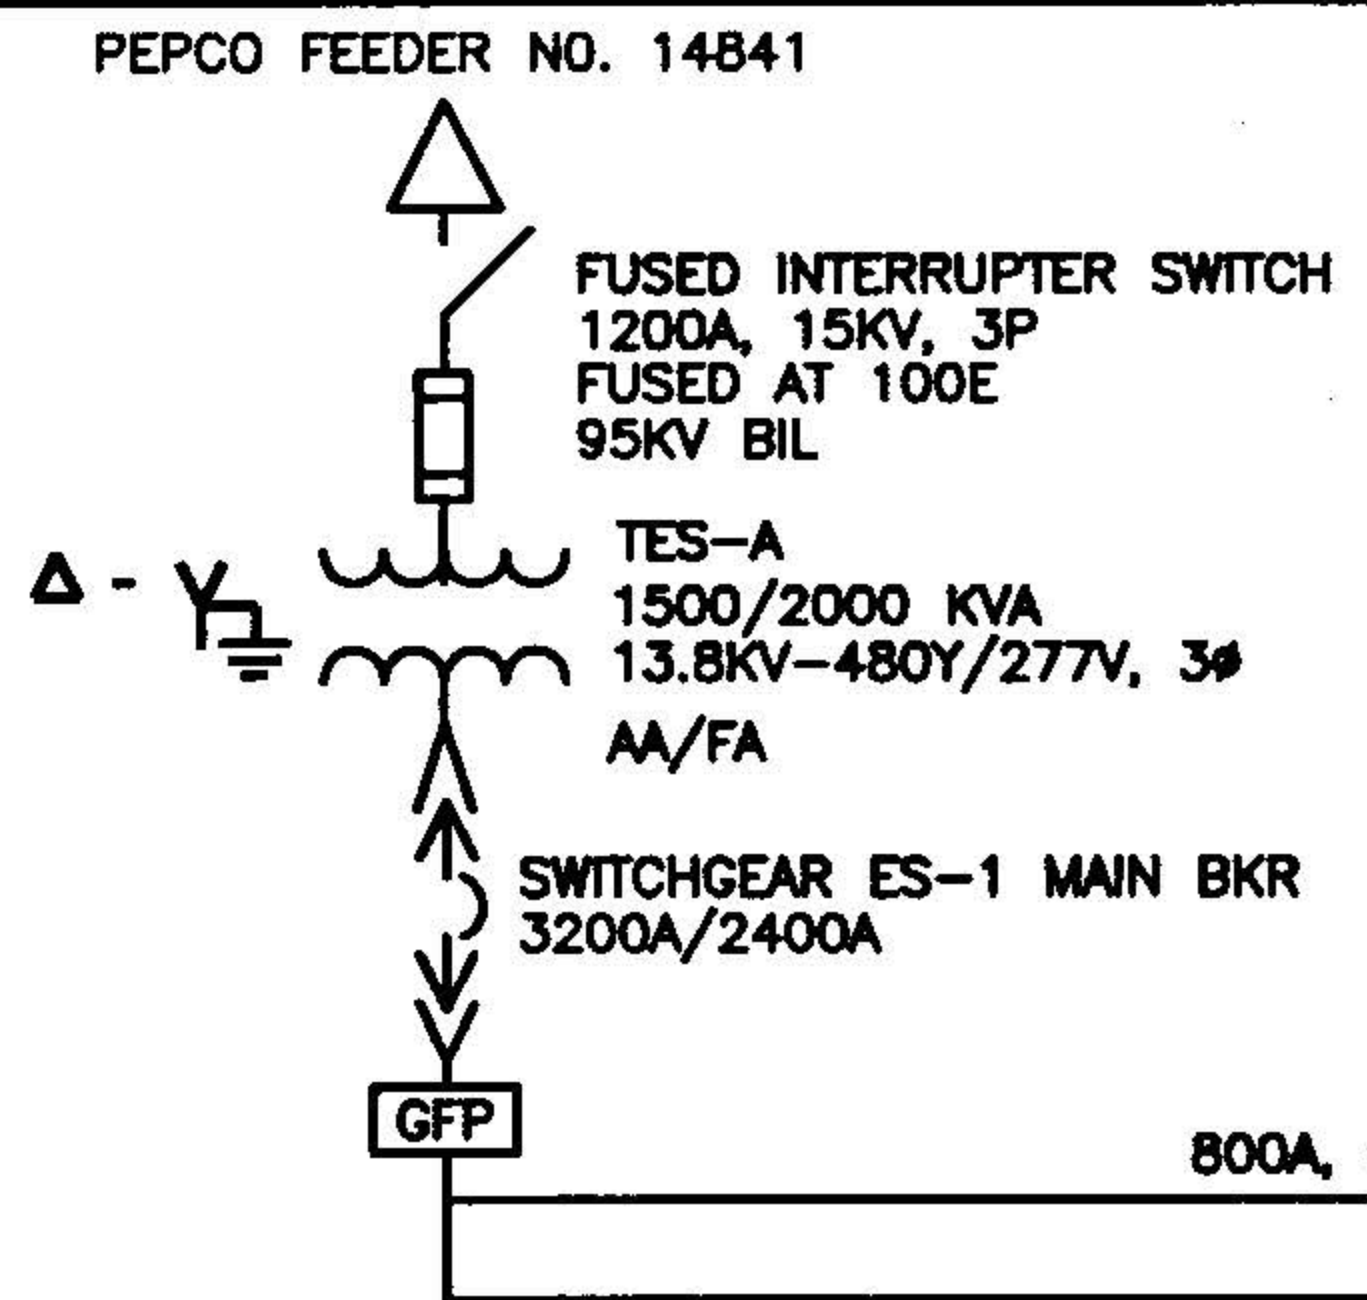 PEPCO FEEDER NO. 14841
FUSED INTERRUPTER SWITCH
1200A, 15KV, 3P
FUSED AT 100E
95KV BIL
Δ - Y
TES-A
1500/2000 KVA
13.8KV-480Y/277V, 3ø
AA/FA
SWITCHGEAR ES-1 MAIN BKR
3200A/2400A
GFP
800A,